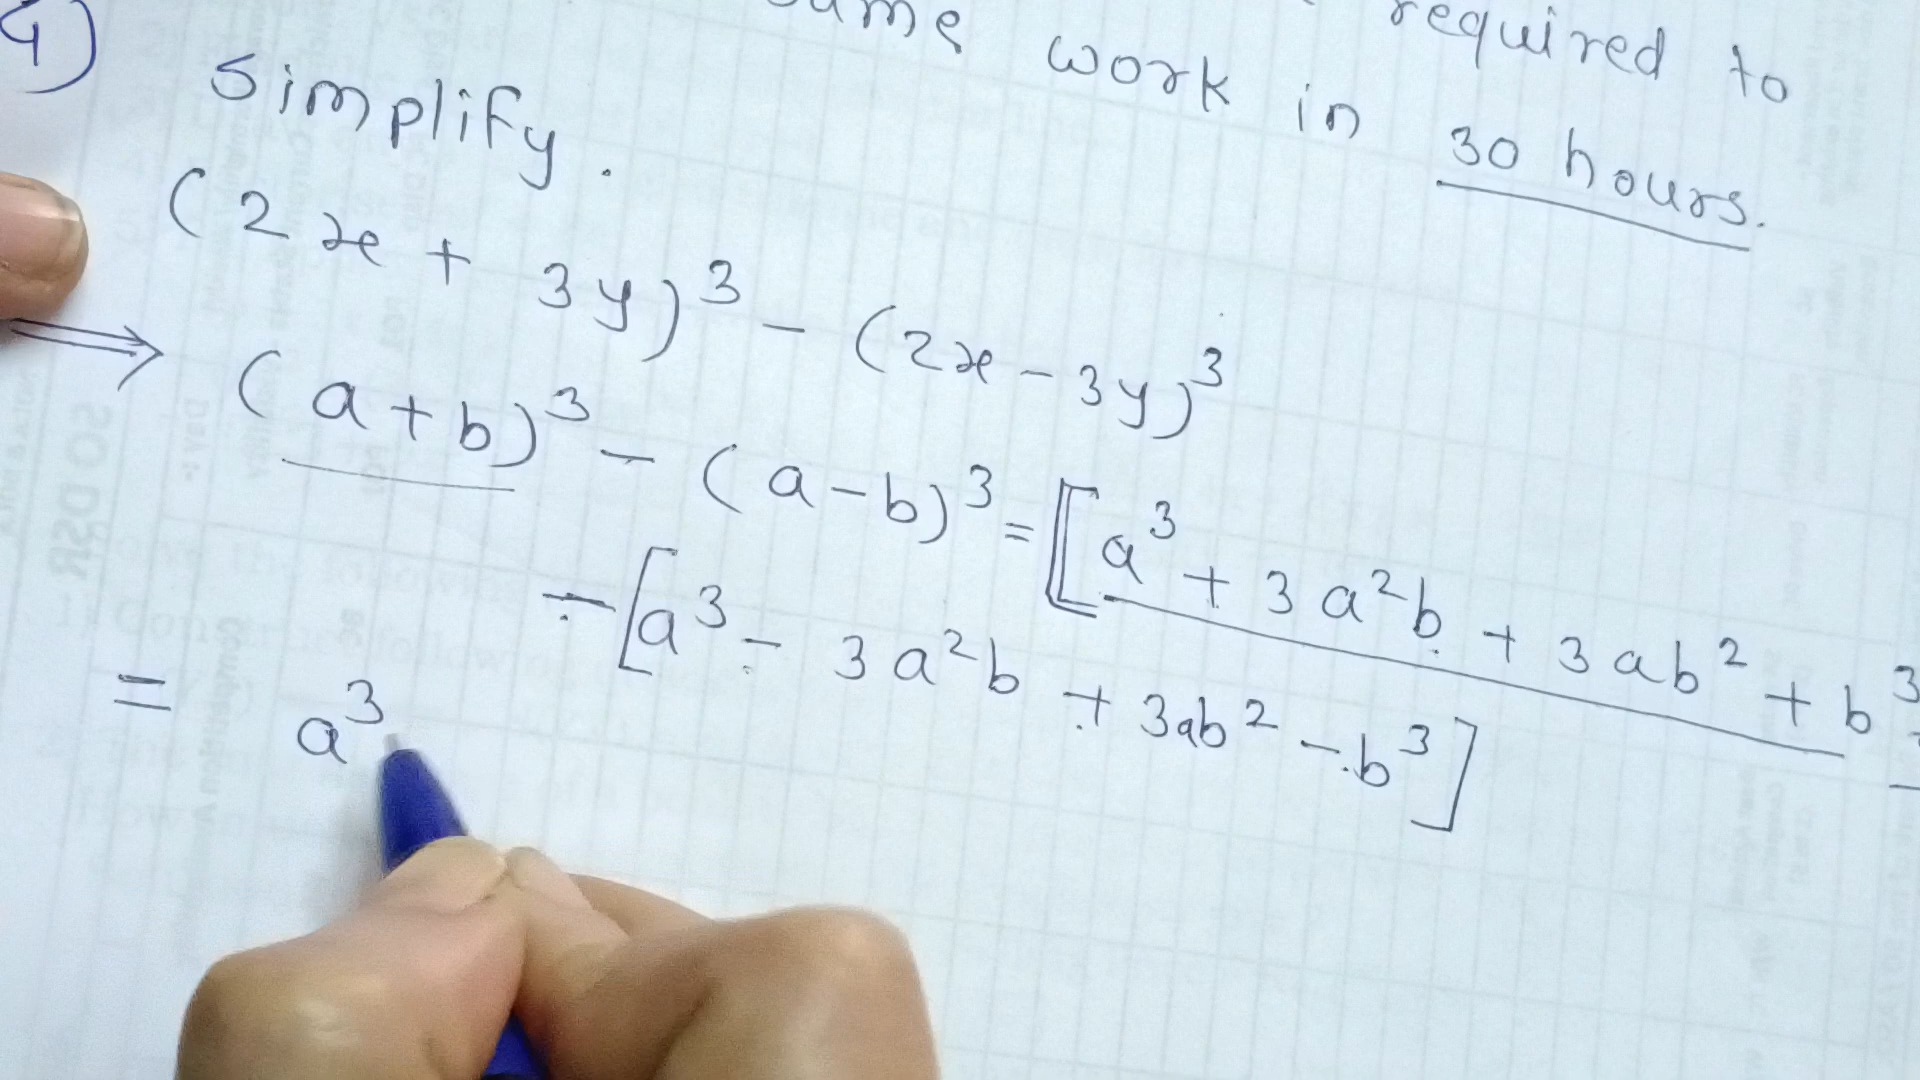 required to
work in 30 hours.
4)
Simplify.
(2x + 3y)³ - (2x - 3y)³
⟹ (a+b)³ - (a-b)³ = [a³ + 3a²b + 3ab² + b³
- [a³ - 3a²b + 3ab² - b³]
= a³